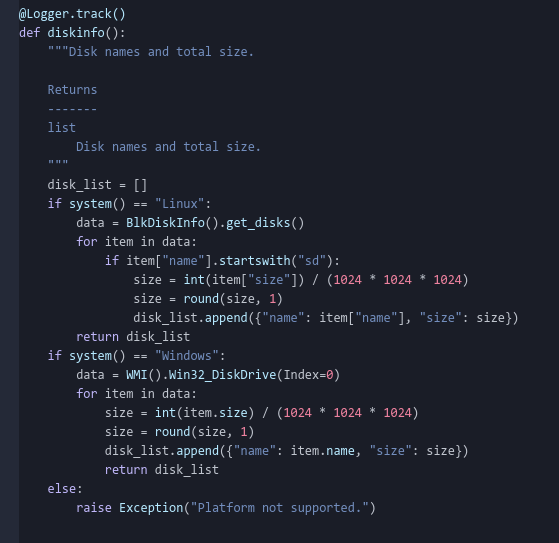 @Logger.track()
def diskinfo():
    """Disk names and total size.

    Returns
    -------
    list
        Disk names and total size.
    """
    disk_list = []
    if system() == "Linux":
        data = BlkDiskInfo().get_disks()
        for item in data:
            if item["name"].startswith("sd"):
                size = int(item["size"]) / (1024 * 1024 * 1024)
                size = round(size, 1)
                disk_list.append({"name": item["name"], "size": size})
        return disk_list
    if system() == "Windows":
        data = WMI().Win32_DiskDrive(Index=0)
        for item in data:
            size = int(item.size) / (1024 * 1024 * 1024)
            size = round(size, 1)
            disk_list.append({"name": item.name, "size": size})
            return disk_list
    else:
        raise Exception("Platform not supported.")